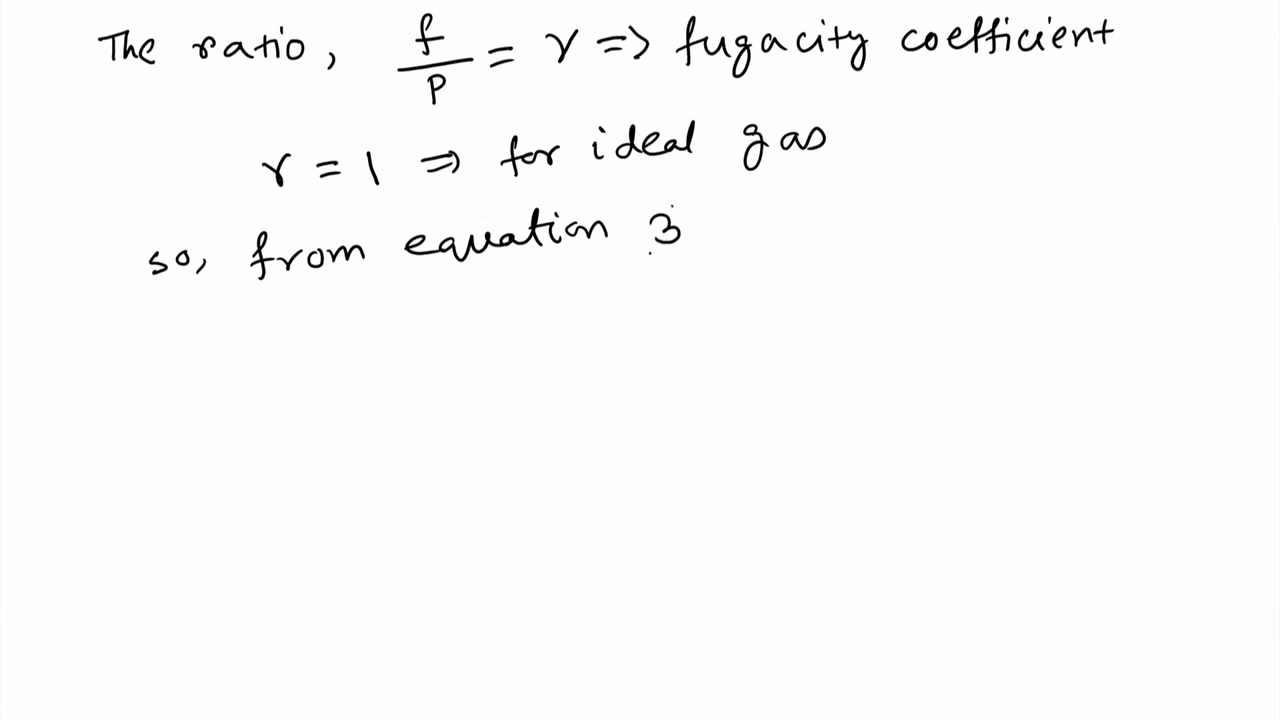 The ratio, f/P = γ => fugacity coefficient
γ = 1 => for ideal gas
so, from equation 3